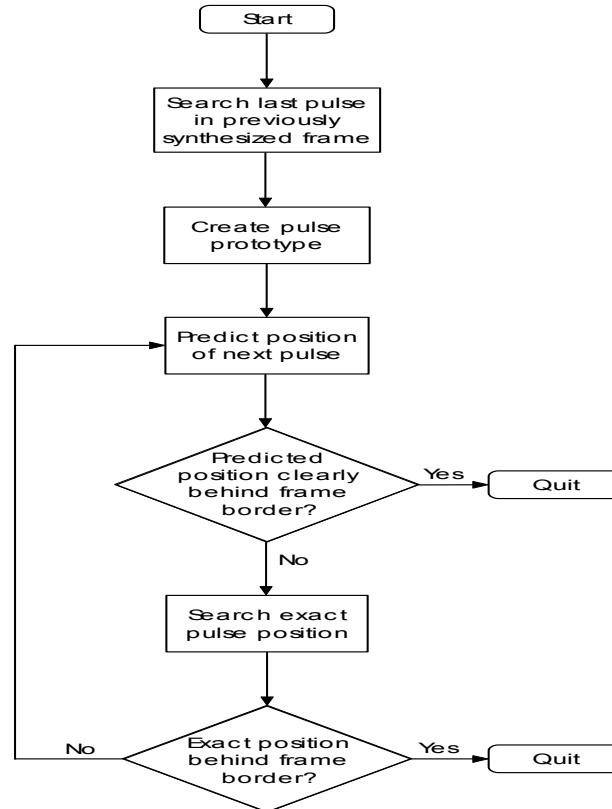 Start
Search last pulse
in previously
synthesized frame
Create pulse
prototype
Predict position
of next pulse
Predicted
position clearly
behind frame
border?
Yes
Quit
No
Search exact
pulse position
Exact position
behind frame
border?
No
Yes
Quit